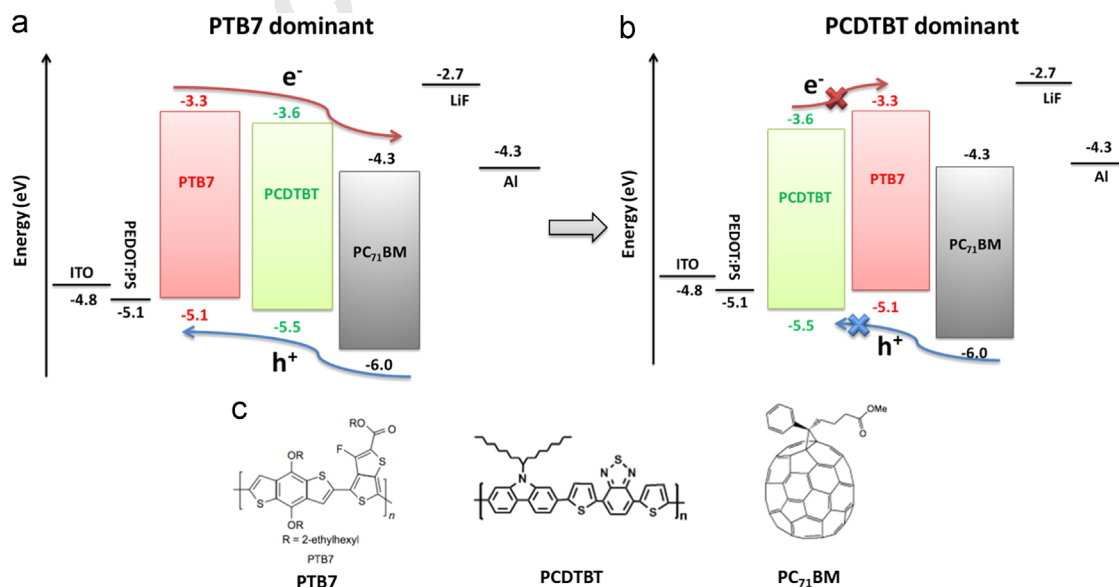 a
PTB7 dominant
e-
-3.3
-3.6
-2.7
LiF
-4.3
-4.3
Al
Energy (eV)
PTB7
PCDTBT
PC71BM
PEDOT:PS
ITO
-4.8
-5.1
-5.1
-5.5
-6.0
h+
b
PCDTBT dominant
e-
-3.6
-3.3
-2.7
LiF
-4.3
-4.3
Al
Energy (eV)
PCDTBT
PTB7
PC71BM
PEDOT:PS
ITO
-4.8
-5.1
-5.5
-5.1
-6.0
h+
c
RO
O
F
OR
S
S
S
S
OR
n
R = 2-ethylhexyl
PTB7
PTB7
N
S
N
N
S
S
n
PCDTBT
OMe
O
PC71BM